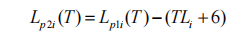 L_{p2i}(T) = L_{p1i}(T) − (TL_i + 6)